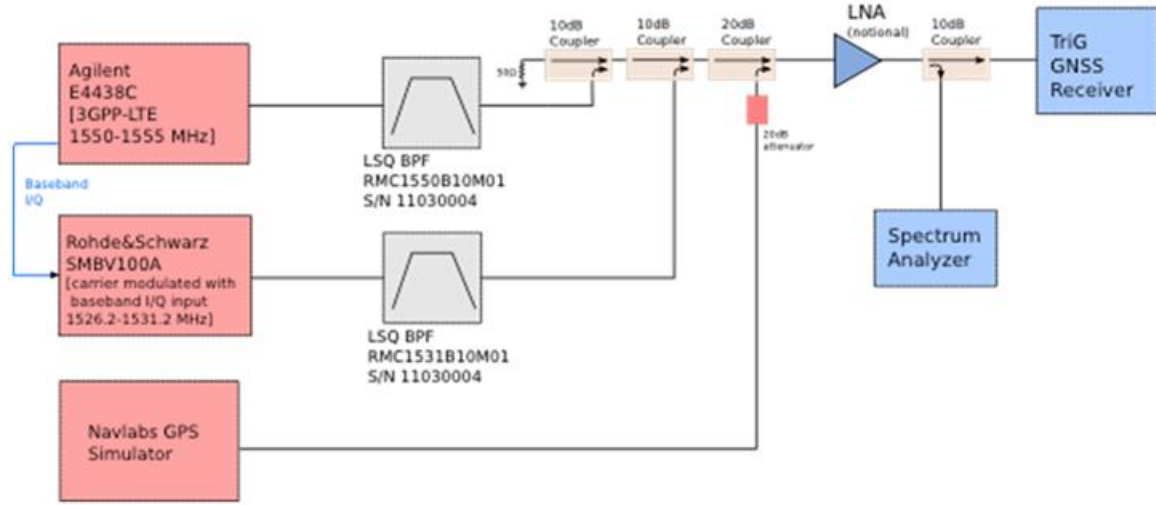 Agilent
E4438C
[3GPP-LTE
1550-1555 MHz]
Baseband
I/Q
Rohde&Schwarz
SMBV100A
[carrier modulated with
baseband I/Q input
1526.2-1531.2 MHz]
Navlabs GPS
Simulator
LSQ BPF
RMC1550B10M01
S/N 11030004
LSQ BPF
RMC1531B10M01
S/N 11030004
50Ω
10dB
Coupler
10dB
Coupler
20dB
Coupler
20dB
attenuator
LNA
(notional)
10dB
Coupler
TriG
GNSS
Receiver
Spectrum
Analyzer